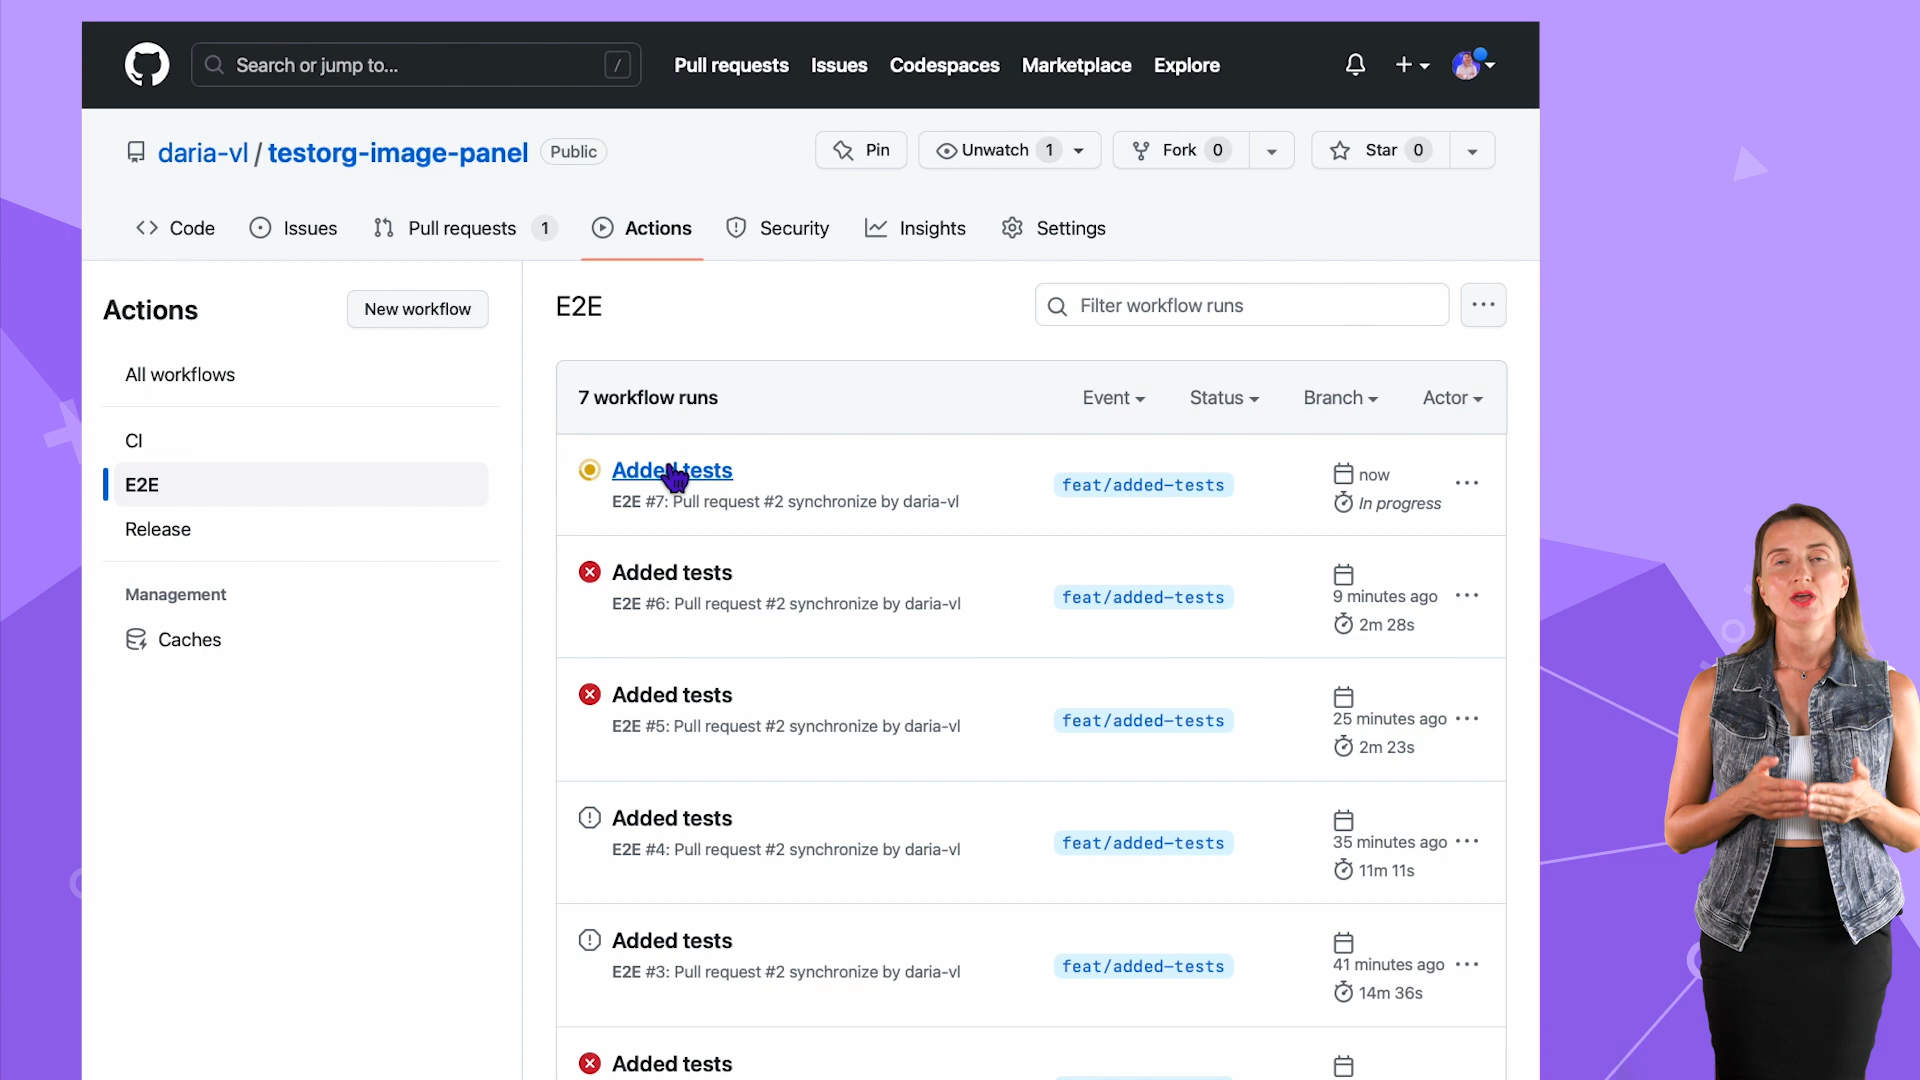 Search or jump to... /
Pull requests Issues Codespaces Marketplace Explore
daria-vl / testorg-image-panel Public
Pin Unwatch 1 Fork 0 Star 0
Code Issues Pull requests 1 Actions Security Insights Settings
Actions New workflow
All workflows
CI
E2E
Release
Management
Caches
E2E Filter workflow runs
7 workflow runs Event Status Branch Actor
Added tests
E2E #7: Pull request #2 synchronize by daria-vl
feat/added-tests
now
In progress
Added tests
E2E #6: Pull request #2 synchronize by daria-vl
feat/added-tests
9 minutes ago
2m 28s
Added tests
E2E #5: Pull request #2 synchronize by daria-vl
feat/added-tests
25 minutes ago
2m 23s
Added tests
E2E #4: Pull request #2 synchronize by daria-vl
feat/added-tests
35 minutes ago
11m 11s
Added tests
E2E #3: Pull request #2 synchronize by daria-vl
feat/added-tests
41 minutes ago
14m 36s
Added tests